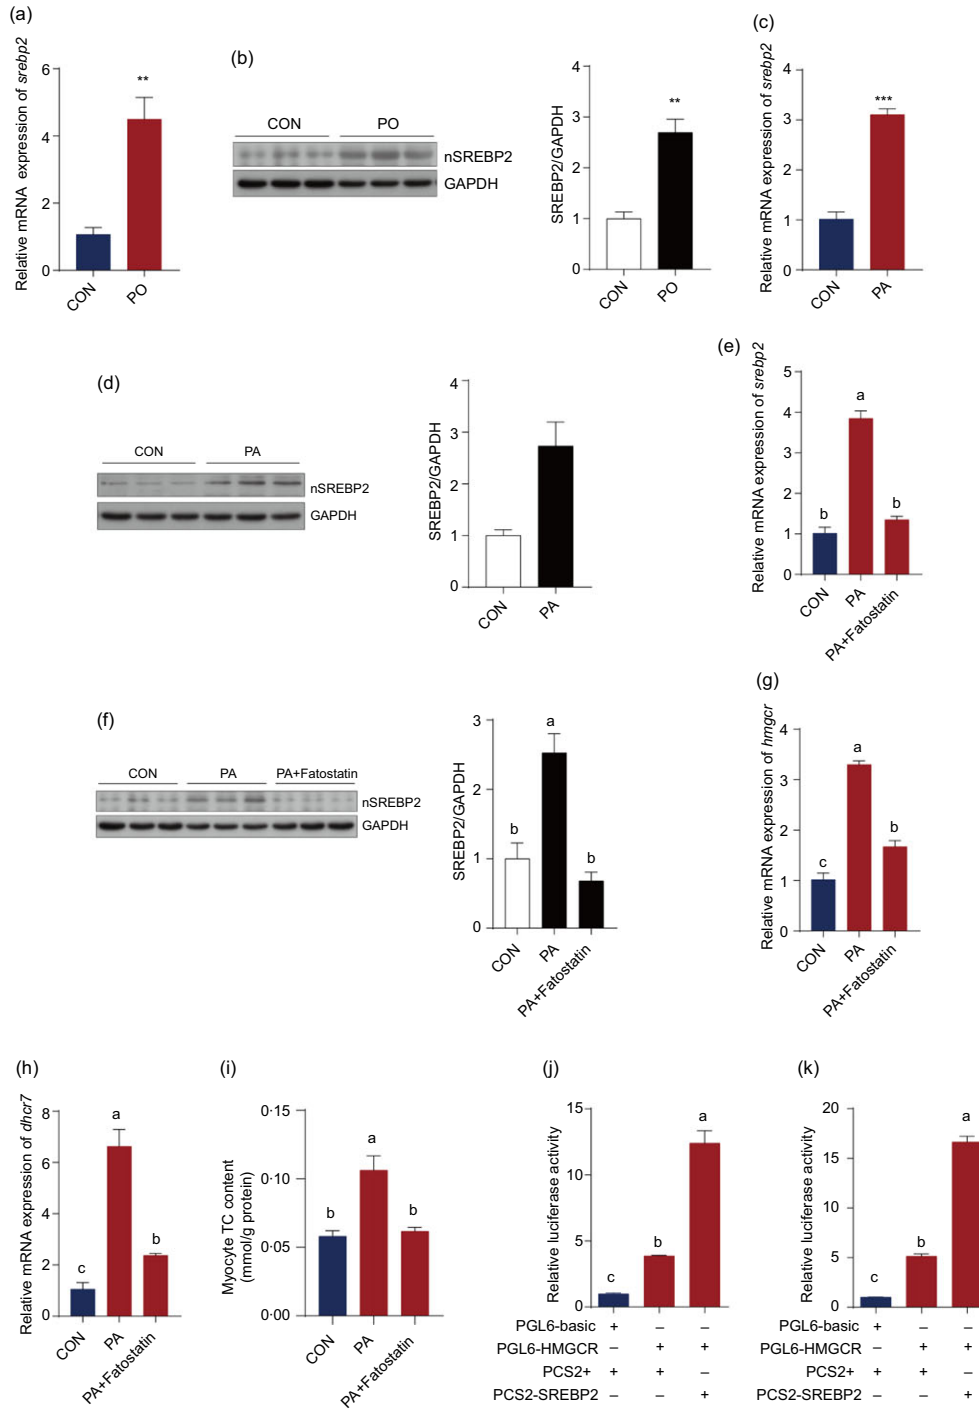 (a)
Relative mRNA expression of srebp2
6
4
2
0
**
CON
PO
(b)
CON
PO
nSREBP2
GAPDH
SREBP2/GAPDH
4
3
2
1
0
**
CON
PO
(c)
Relative mRNA expression of srebp2
4
3
2
1
0
***
CON
PA
(d)
CON
PA
nSREBP2
GAPDH
SREBP2/GAPDH
4
3
2
1
0
CON
PA
(e)
Relative mRNA expression of srebp2
5
4
3
2
1
0
b
a
b
CON
PA
PA+Fatostatin
(f)
CON
PA
PA+Fatostatin
nSREBP2
GAPDH
SREBP2/GAPDH
3
2
1
0
b
a
b
CON
PA
PA+Fatostatin
(g)
Relative mRNA expression of hmgcr
4
3
2
1
0
c
a
b
CON
PA
PA+Fatostatin
(h)
Relative mRNA expression of dhcr7
8
6
4
2
0
c
a
b
CON
PA
PA+Fatostatin
(i)
Myocyte TC content
(mmol/g protein)
0·15
0·10
0·05
0·00
b
a
b
CON
PA
PA+Fatostatin
(j)
Relative luciferase activity
15
10
5
0
c
b
a
PGL6-basic + – –
PGL6-HMGCR – + +
PCS2+ + + –
PCS2-SREBP2 – – +
(k)
Relative luciferase activity
20
15
10
5
0
c
b
a
PGL6-basic + – –
PGL6-HMGCR – + +
PCS2+ + + –
PCS2-SREBP2 – – +